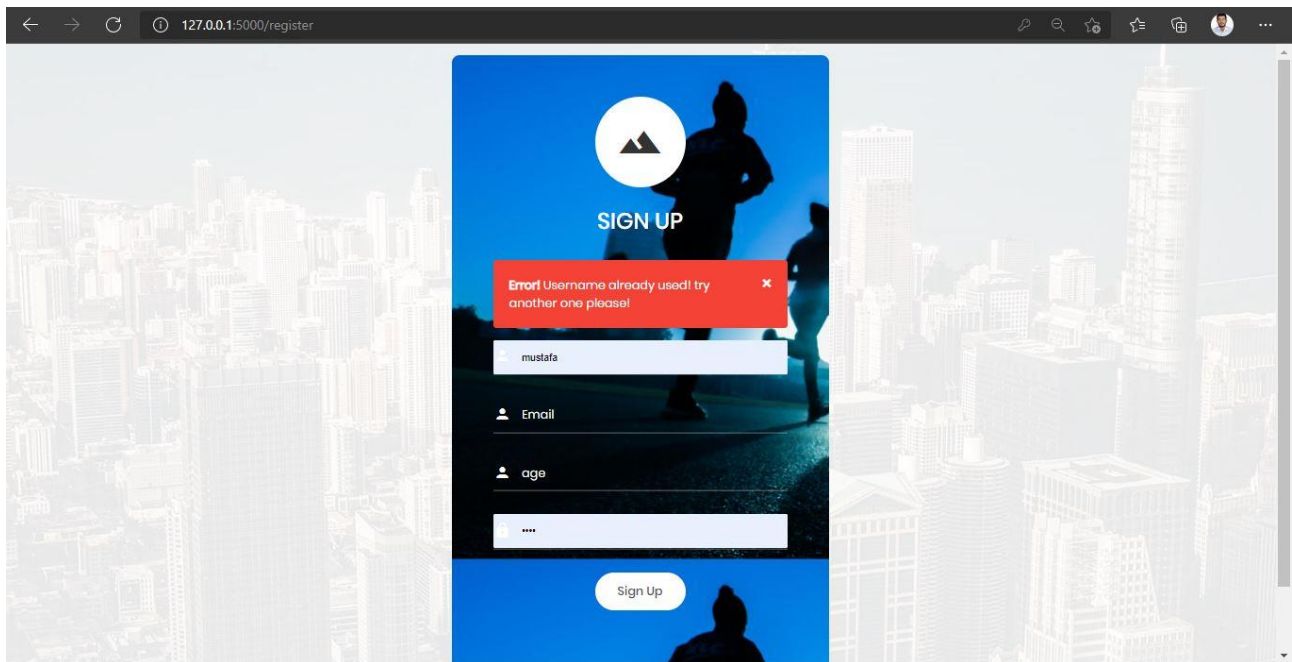 127.0.0.1:5000/register
SIGN UP
Error! Username already used! try
another one please!
mustafa
Email
age
Sign Up